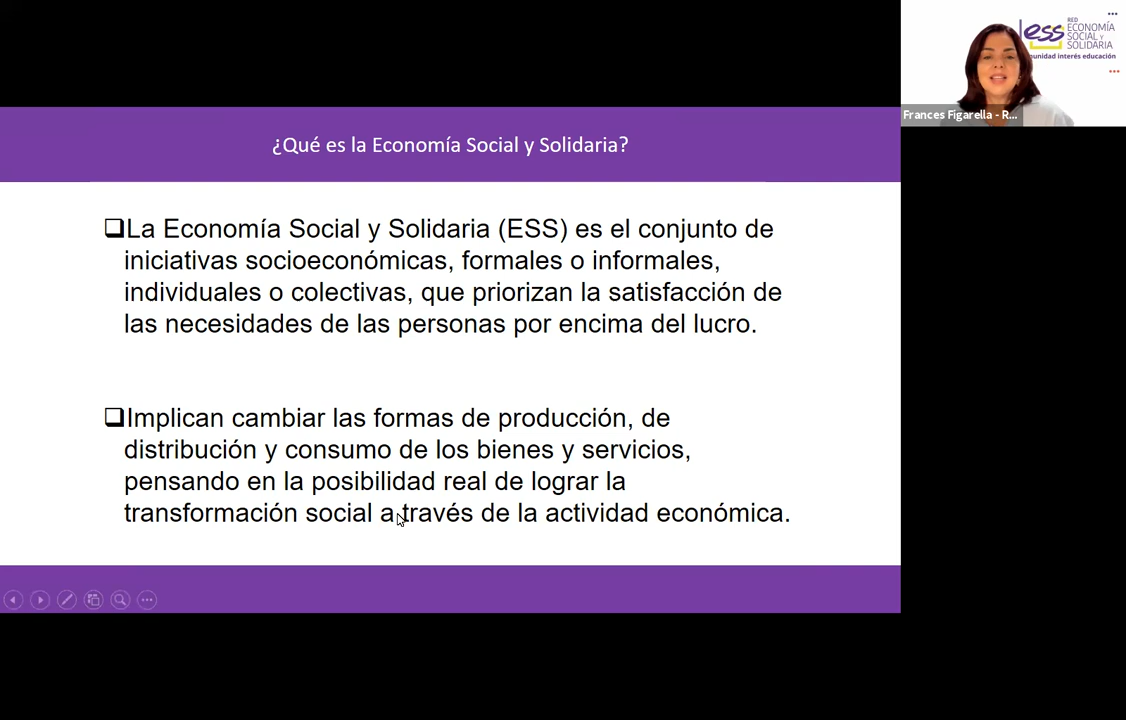 ¿Qué es la Economía Social y Solidaria?
❑La Economía Social y Solidaria (ESS) es el conjunto de
iniciativas socioeconómicas, formales o informales,
individuales o colectivas, que priorizan la satisfacción de
las necesidades de las personas por encima del lucro.
❑Implican cambiar las formas de producción, de
distribución y consumo de los bienes y servicios,
pensando en la posibilidad real de lograr la
transformación social a través de la actividad económica.
ess
RED
ECONOMÍA
SOCIAL y
SOLIDARIA
interés educación
Frances Figarella - R...